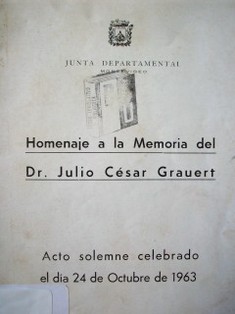 JUNTA DEPARTAMENTAL
MONTEVIDEO
Homenaje a la Memoria del
Dr. Julio César Grauert
Acto solemne celebrado
el dia 24 de Octubre de 1963